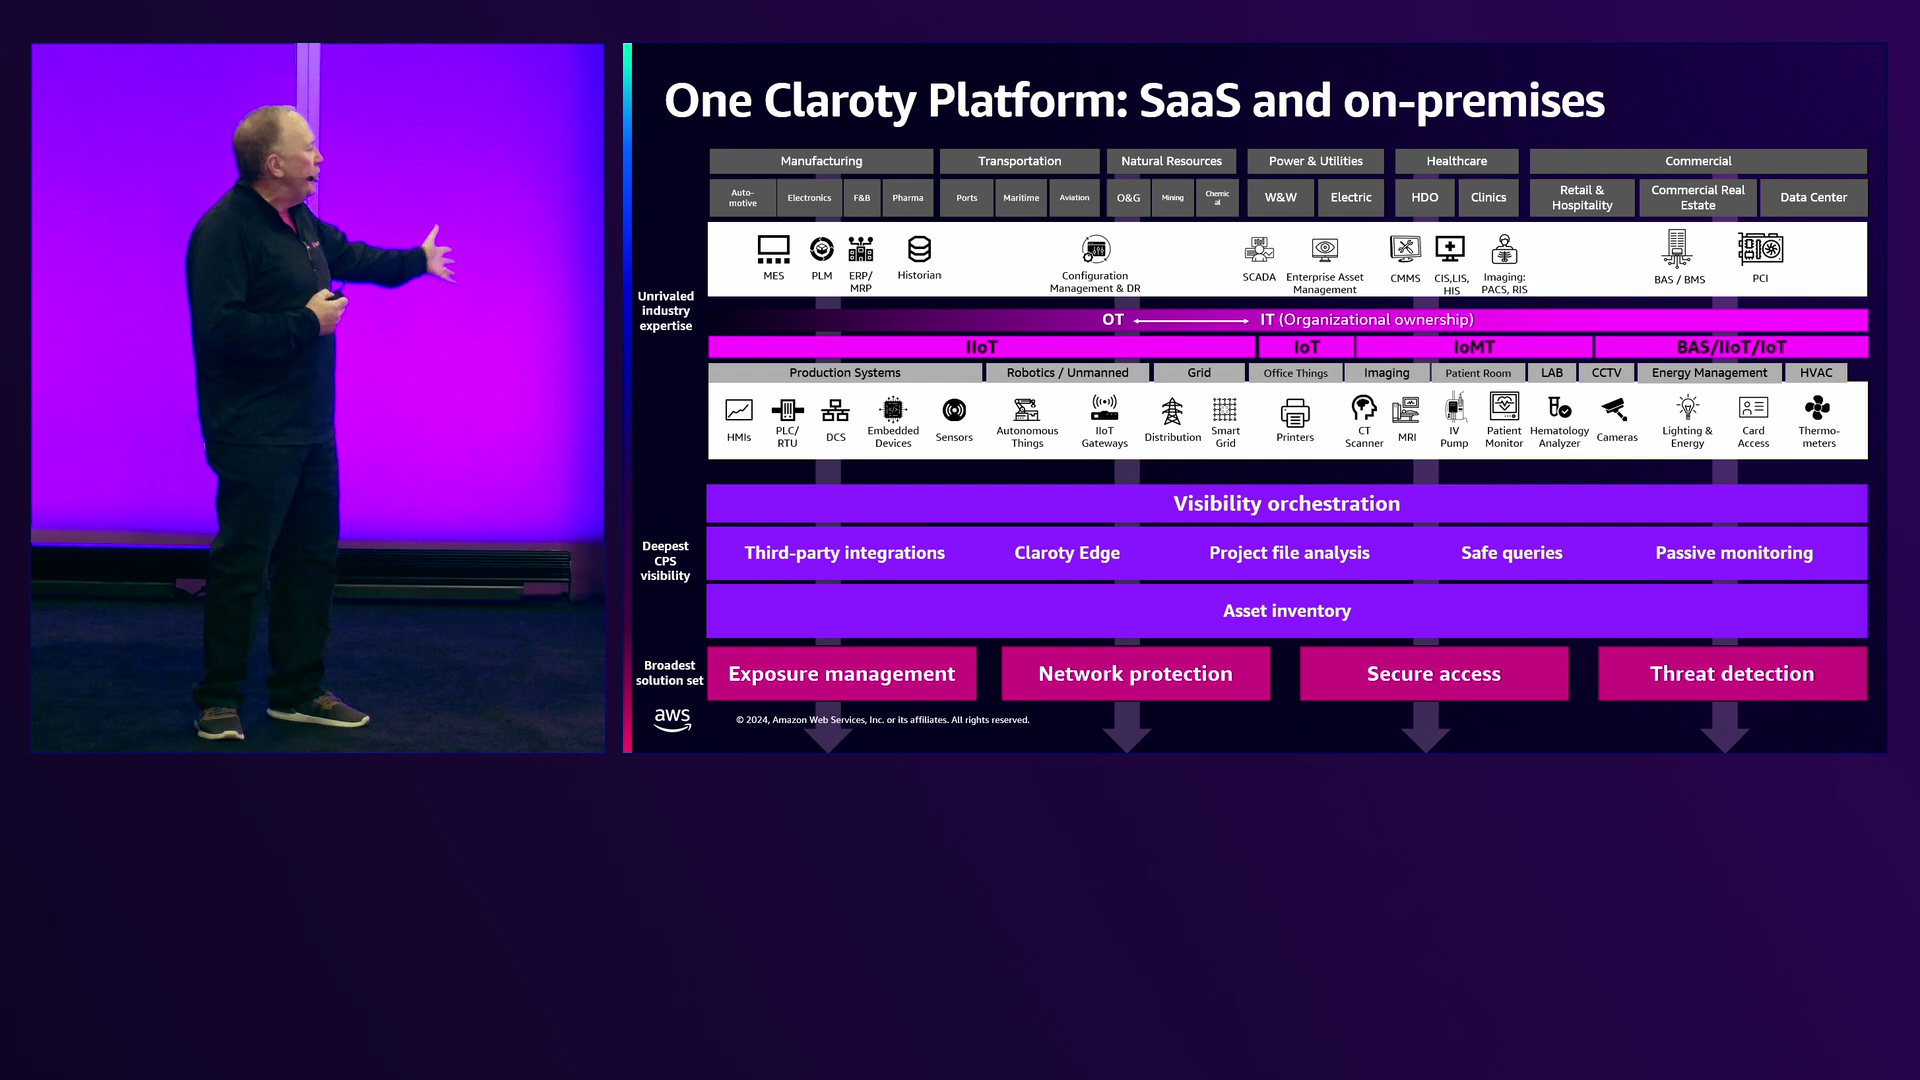 One Claroty Platform: SaaS and on-premises
Manufacturing
Transportation
Natural Resources
Power & Utilities
Healthcare
Commercial
Auto-
motive
Electronics
F&B
Pharma
Ports
Maritime
Aviation
O&G
Mining
Chemic
al
W&W
Electric
HDO
Clinics
Retail &
Hospitality
Commercial Real
Estate
Data Center
MES
PLM
ERP/
MRP
Historian
Configuration
Management & DR
SCADA
Enterprise Asset
Management
CMMS
CIS,LIS,
HIS
Imaging:
PACS, RIS
BAS / BMS
PCI
Unrivaled
industry
expertise
OT
IT (Organizational ownership)
IIoT
IoT
IoMT
BAS/IIoT/IoT
Production Systems
Robotics / Unmanned
Grid
Office Things
Imaging
Patient Room
LAB
CCTV
Energy Management
HVAC
HMIs
PLC/
RTU
DCS
Embedded
Devices
Sensors
Autonomous
Things
IIoT
Gateways
Distribution
Smart
Grid
Printers
CT
Scanner
MRI
IV
Pump
Patient
Monitor
Hematology
Analyzer
Cameras
Lighting &
Energy
Card
Access
Thermo-
meters
Visibility orchestration
Deepest
CPS
visibility
Third-party integrations
Claroty Edge
Project file analysis
Safe queries
Passive monitoring
Asset inventory
Broadest
solution set
Exposure management
Network protection
Secure access
Threat detection
aws
© 2024, Amazon Web Services, Inc. or its affiliates. All rights reserved.